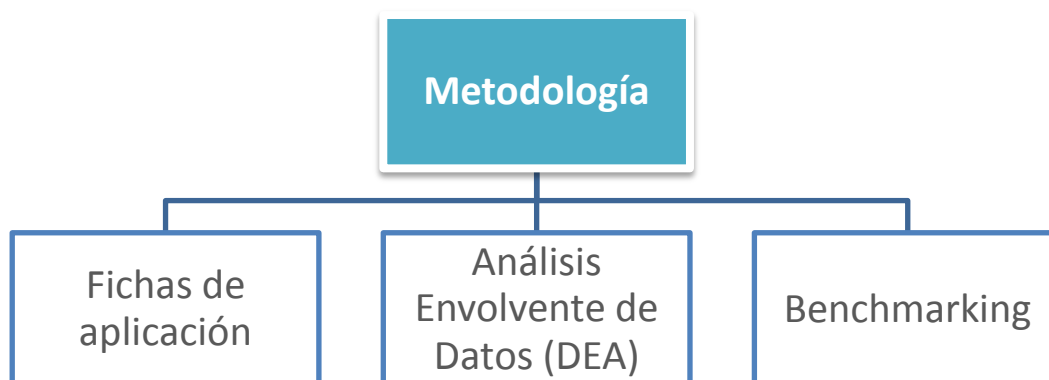 Metodología
Fichas de
aplicación
Análisis
Envolvente de
Datos (DEA)
Benchmarking